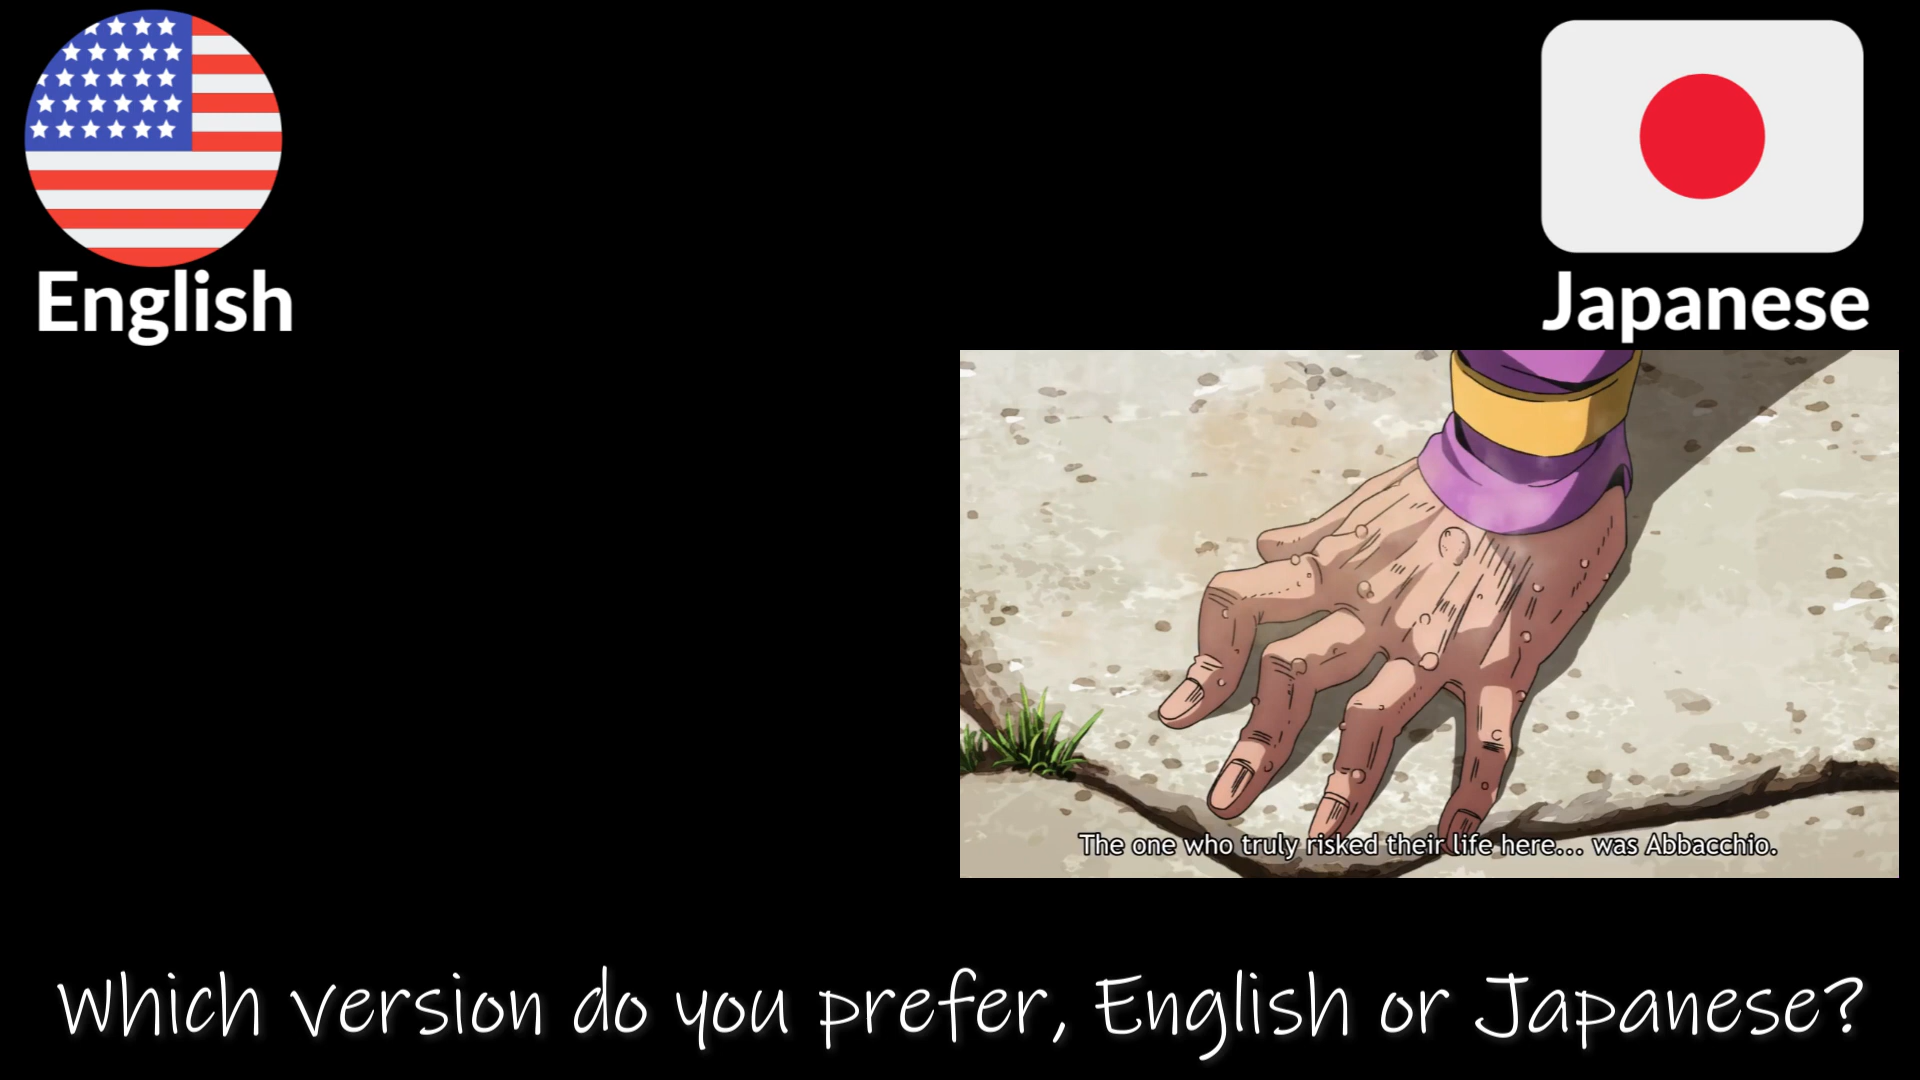 English
Japanese
The one who truly risked their life here... was Abbacchio.
Which version do you prefer, English or Japanese?